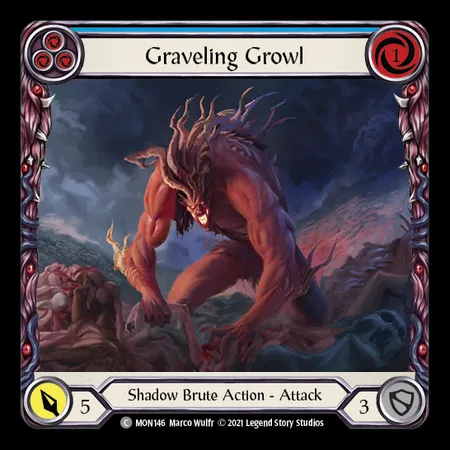 Graveling Growl
1
5
Shadow Brute Action - Attack
3
C MON146 Marco Wulfr ©2021 Legend Story Studios